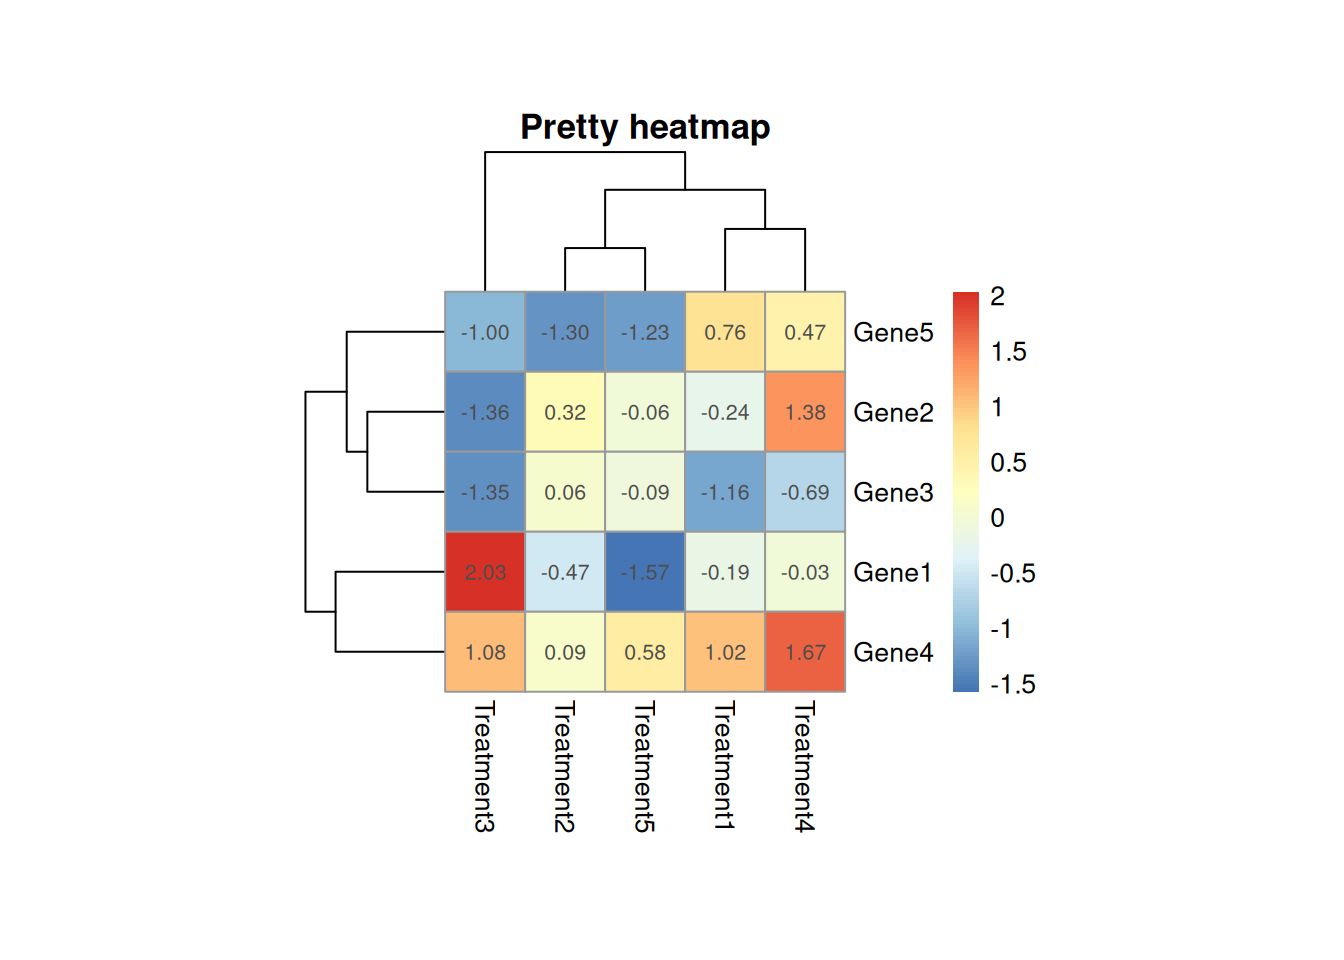 Pretty heatmap
-1.00 -1.30 -1.23 0.76 0.47 Gene5
-1.36 0.32 -0.06 -0.24 1.38 Gene2
-1.35 0.06 -0.09 -1.16 -0.69 Gene3
2.03 -0.47 -1.57 -0.19 -0.03 Gene1
1.08 0.09 0.58 1.02 1.67 Gene4
Treatment3
Treatment2
Treatment5
Treatment1
Treatment4
2
1.5
1
0.5
0
-0.5
-1
-1.5